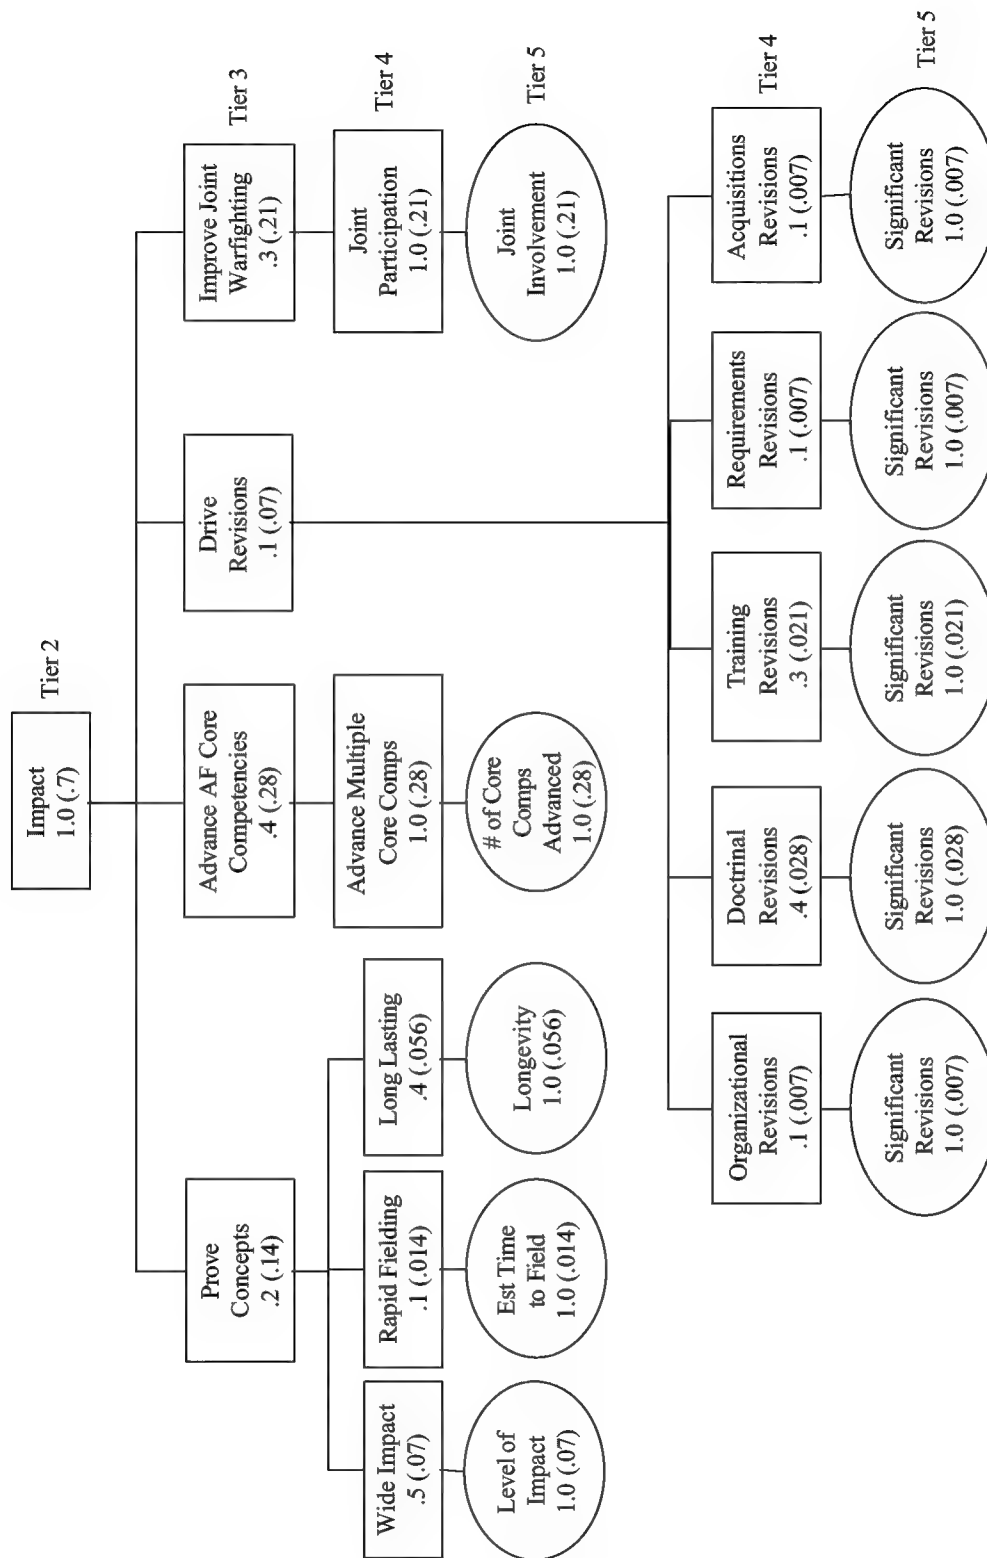 Impact
1.0 (.7)
Tier 2
Prove
Concepts
.2 (.14)
Advance AF Core
Competencies
.4 (.28)
Drive
Revisions
.1 (.07)
Improve Joint
Warfighting
.3 (.21)
Tier 3
Wide Impact
.5 (.07)
Rapid Fielding
.1 (.014)
Long Lasting
.4 (.056)
Advance Multiple
Core Comps
1.0 (.28)
Joint
Participation
1.0 (.21)
Tier 4
Level of
Impact
1.0 (.07)
Est Time
to Field
1.0 (.014)
Longevity
1.0 (.056)
# of Core
Comps
Advanced
1.0 (.28)
Joint
Involvement
1.0 (.21)
Tier 5
Organizational
Revisions
.1 (.007)
Doctrinal
Revisions
.4 (.028)
Training
Revisions
.3 (.021)
Requirements
Revisions
.1 (.007)
Acquisitions
Revisions
.1 (.007)
Tier 4
Significant
Revisions
1.0 (.007)
Significant
Revisions
1.0 (.028)
Significant
Revisions
1.0 (.021)
Significant
Revisions
1.0 (.007)
Significant
Revisions
1.0 (.007)
Tier 5